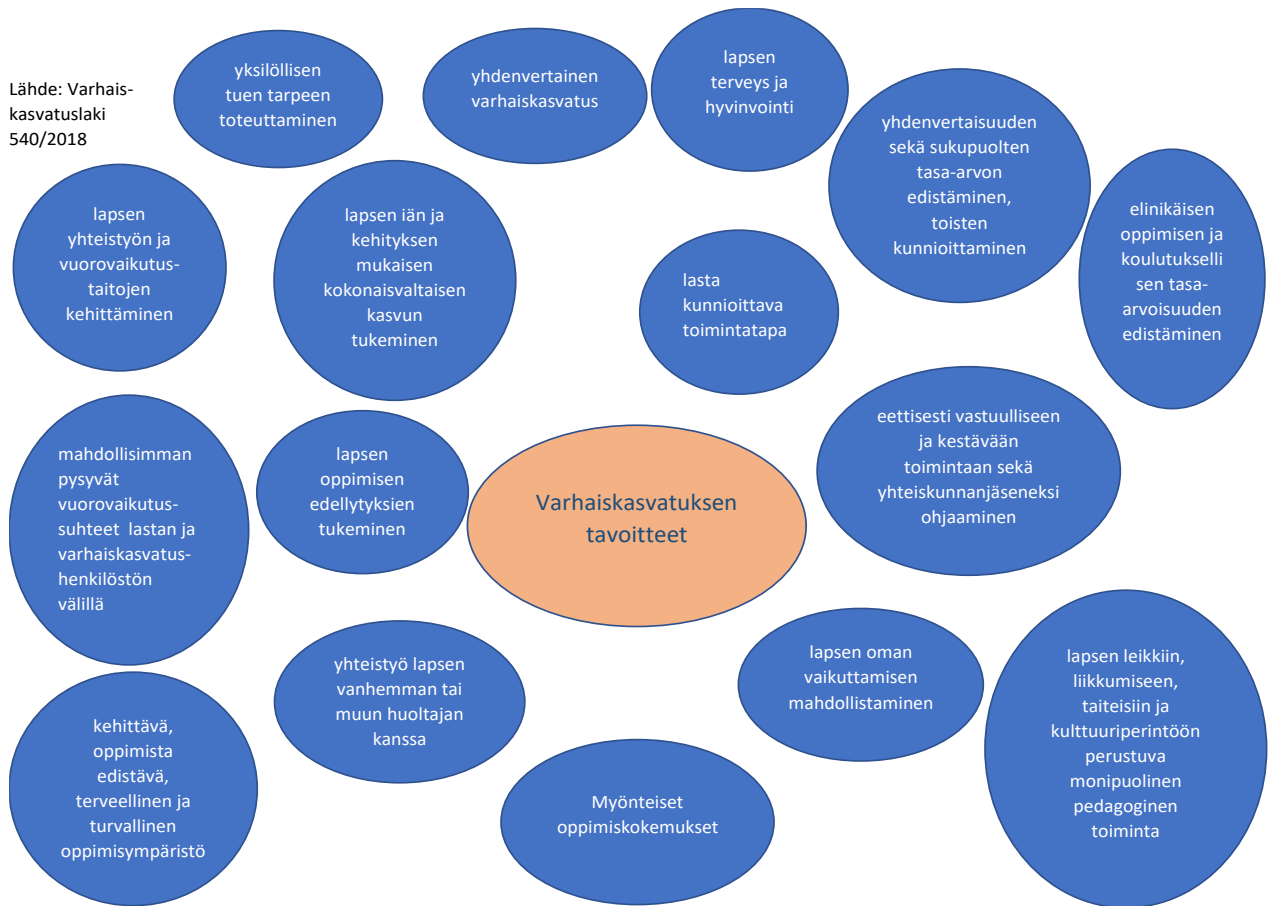 Lähde: Varhais-
kasvatuslaki
540/2018
yksilöllisen
tuen tarpeen
toteuttaminen
yhdenvertainen
varhaiskasvatus
lapsen
terveys ja
hyvinvointi
yhdenvertaisuuden
sekä sukupuolten
tasa-arvon
edistäminen,
toisten
kunnioittaminen
elinikäisen
oppimisen ja
koulutukselli
sen tasa-
arvoisuuden
edistäminen
lapsen
yhteistyön ja
vuorovaikutus-
taitojen
kehittäminen
lapsen iän ja
kehityksen
mukaisen
kokonaisvaltaisen
kasvun
tukeminen
lasta
kunnioittava
toimintatapa
mahdollisimman
pysyvät
vuorovaikutus-
suhteet lastan ja
varhaiskasvatus-
henkilöstön
välillä
lapsen
oppimisen
edellytyksien
tukeminen
Varhaiskasvatuksen
tavoitteet
eettisesti vastuulliseen
ja kestävään
toimintaan sekä
yhteiskunnanjäseneksi
ohjaaminen
kehittävä,
oppimista
edistävä,
terveellinen ja
turvallinen
oppimisympäristö
yhteistyö lapsen
vanhemman tai
muun huoltajan
kanssa
Myönteiset
oppimiskokemukset
lapsen oman
vaikuttamisen
mahdollistaminen
lapsen leikkiin,
liikkumiseen,
taiteisiin ja
kulttuuriperintöön
perustuva
monipuolinen
pedagoginen
toiminta